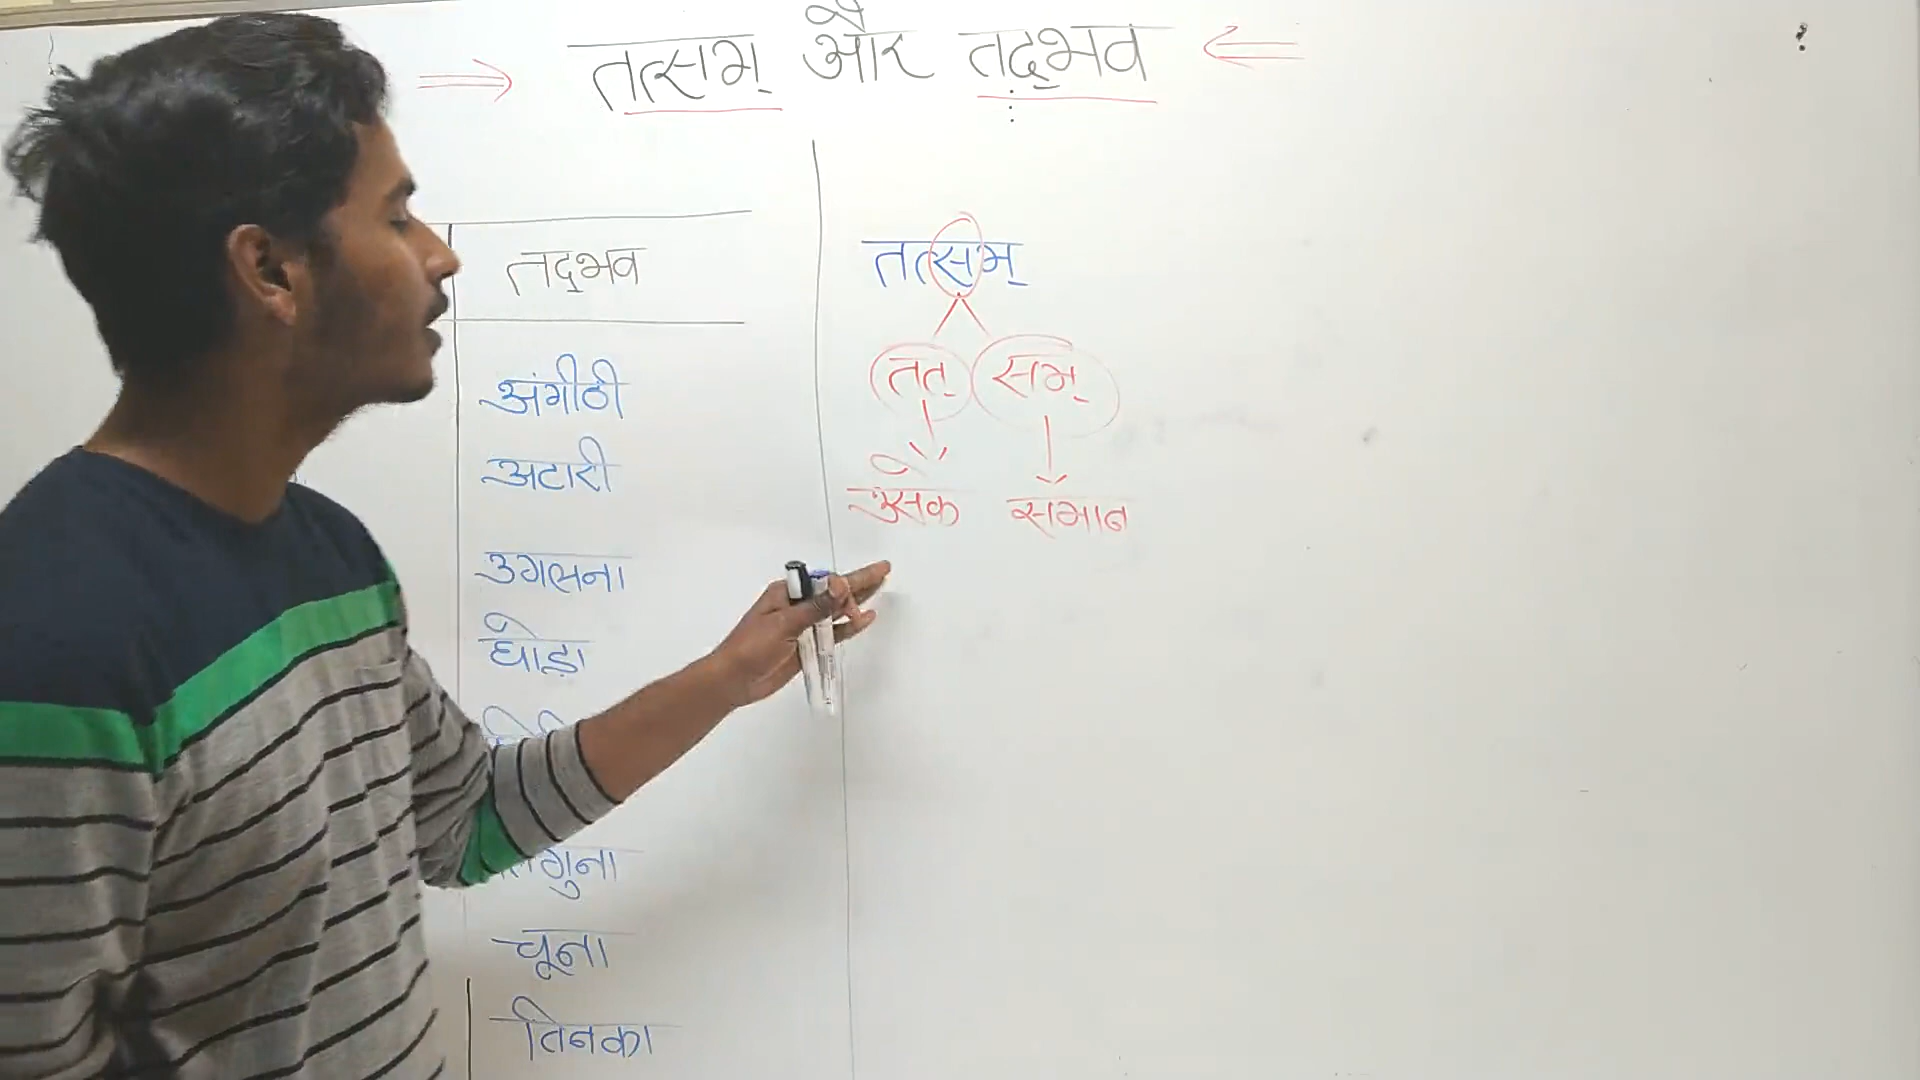 तत्सम् और तद्भव
तद्भव
अंगीठी
अटारी
उगलना
घोड़ा
चूना
तिनका
तत्सम्
तत् सम्
उसके समान